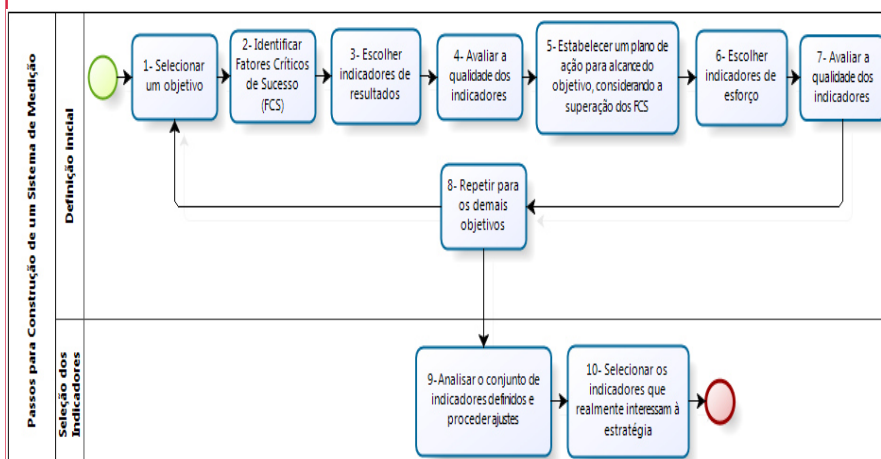 Passos para Construção de um Sistema de Medição
Definição Inicial
1- Selecionar
um objetivo
2- Identificar
Fatores Críticos
de Sucesso
(FCS)
3- Escolher
indicadores de
resultados
4- Avaliar a
qualidade dos
indicadores
5- Estabelecer um plano de
ação para alcance do
objetivo, considerando a
superação dos FCS
6- Escolher
indicadores de
esforço
7- Avaliar a
qualidade dos
indicadores
8- Repetir para
os demais
objetivos
Seleção dos
Indicadores
9-Analisar o conjunto de
indicadores definidos e
proceder ajustes
10- Selecionar os
indicadores que
realmente interessam à
estratégia